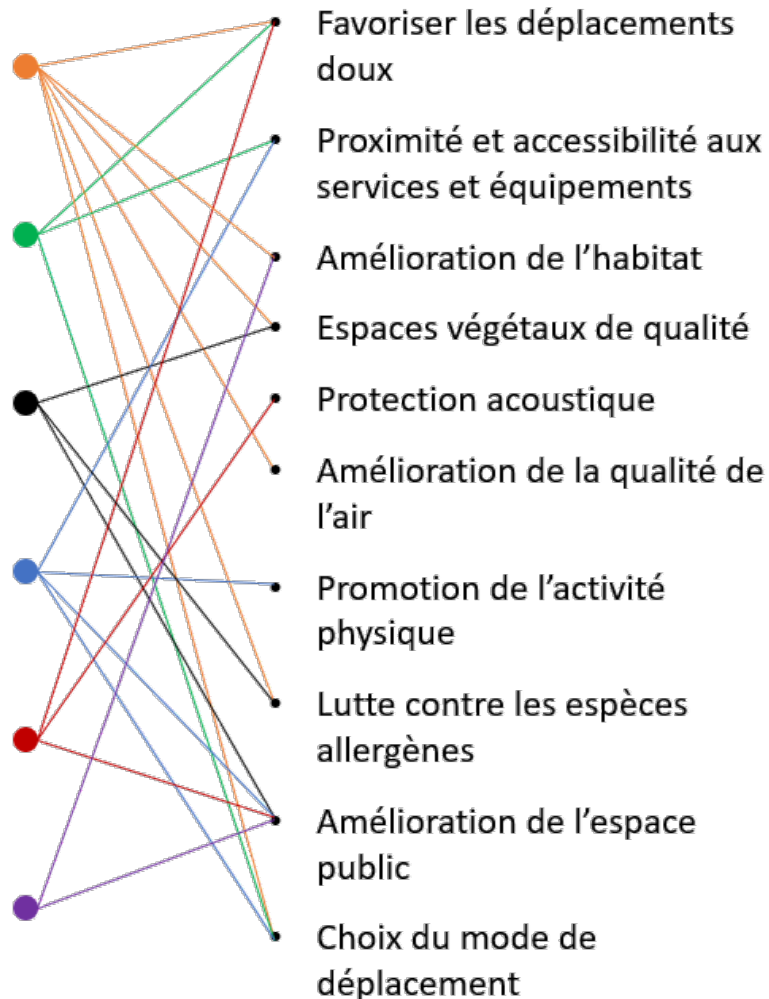 Favoriser les déplacements
doux
Proximité et accessibilité aux
services et équipements
Amélioration de l’habitat
Espaces végétaux de qualité
Protection acoustique
Amélioration de la qualité de
l’air
Promotion de l’activité
physique
Lutte contre les espèces
allergènes
Amélioration de l’espace
public
Choix du mode de
déplacement